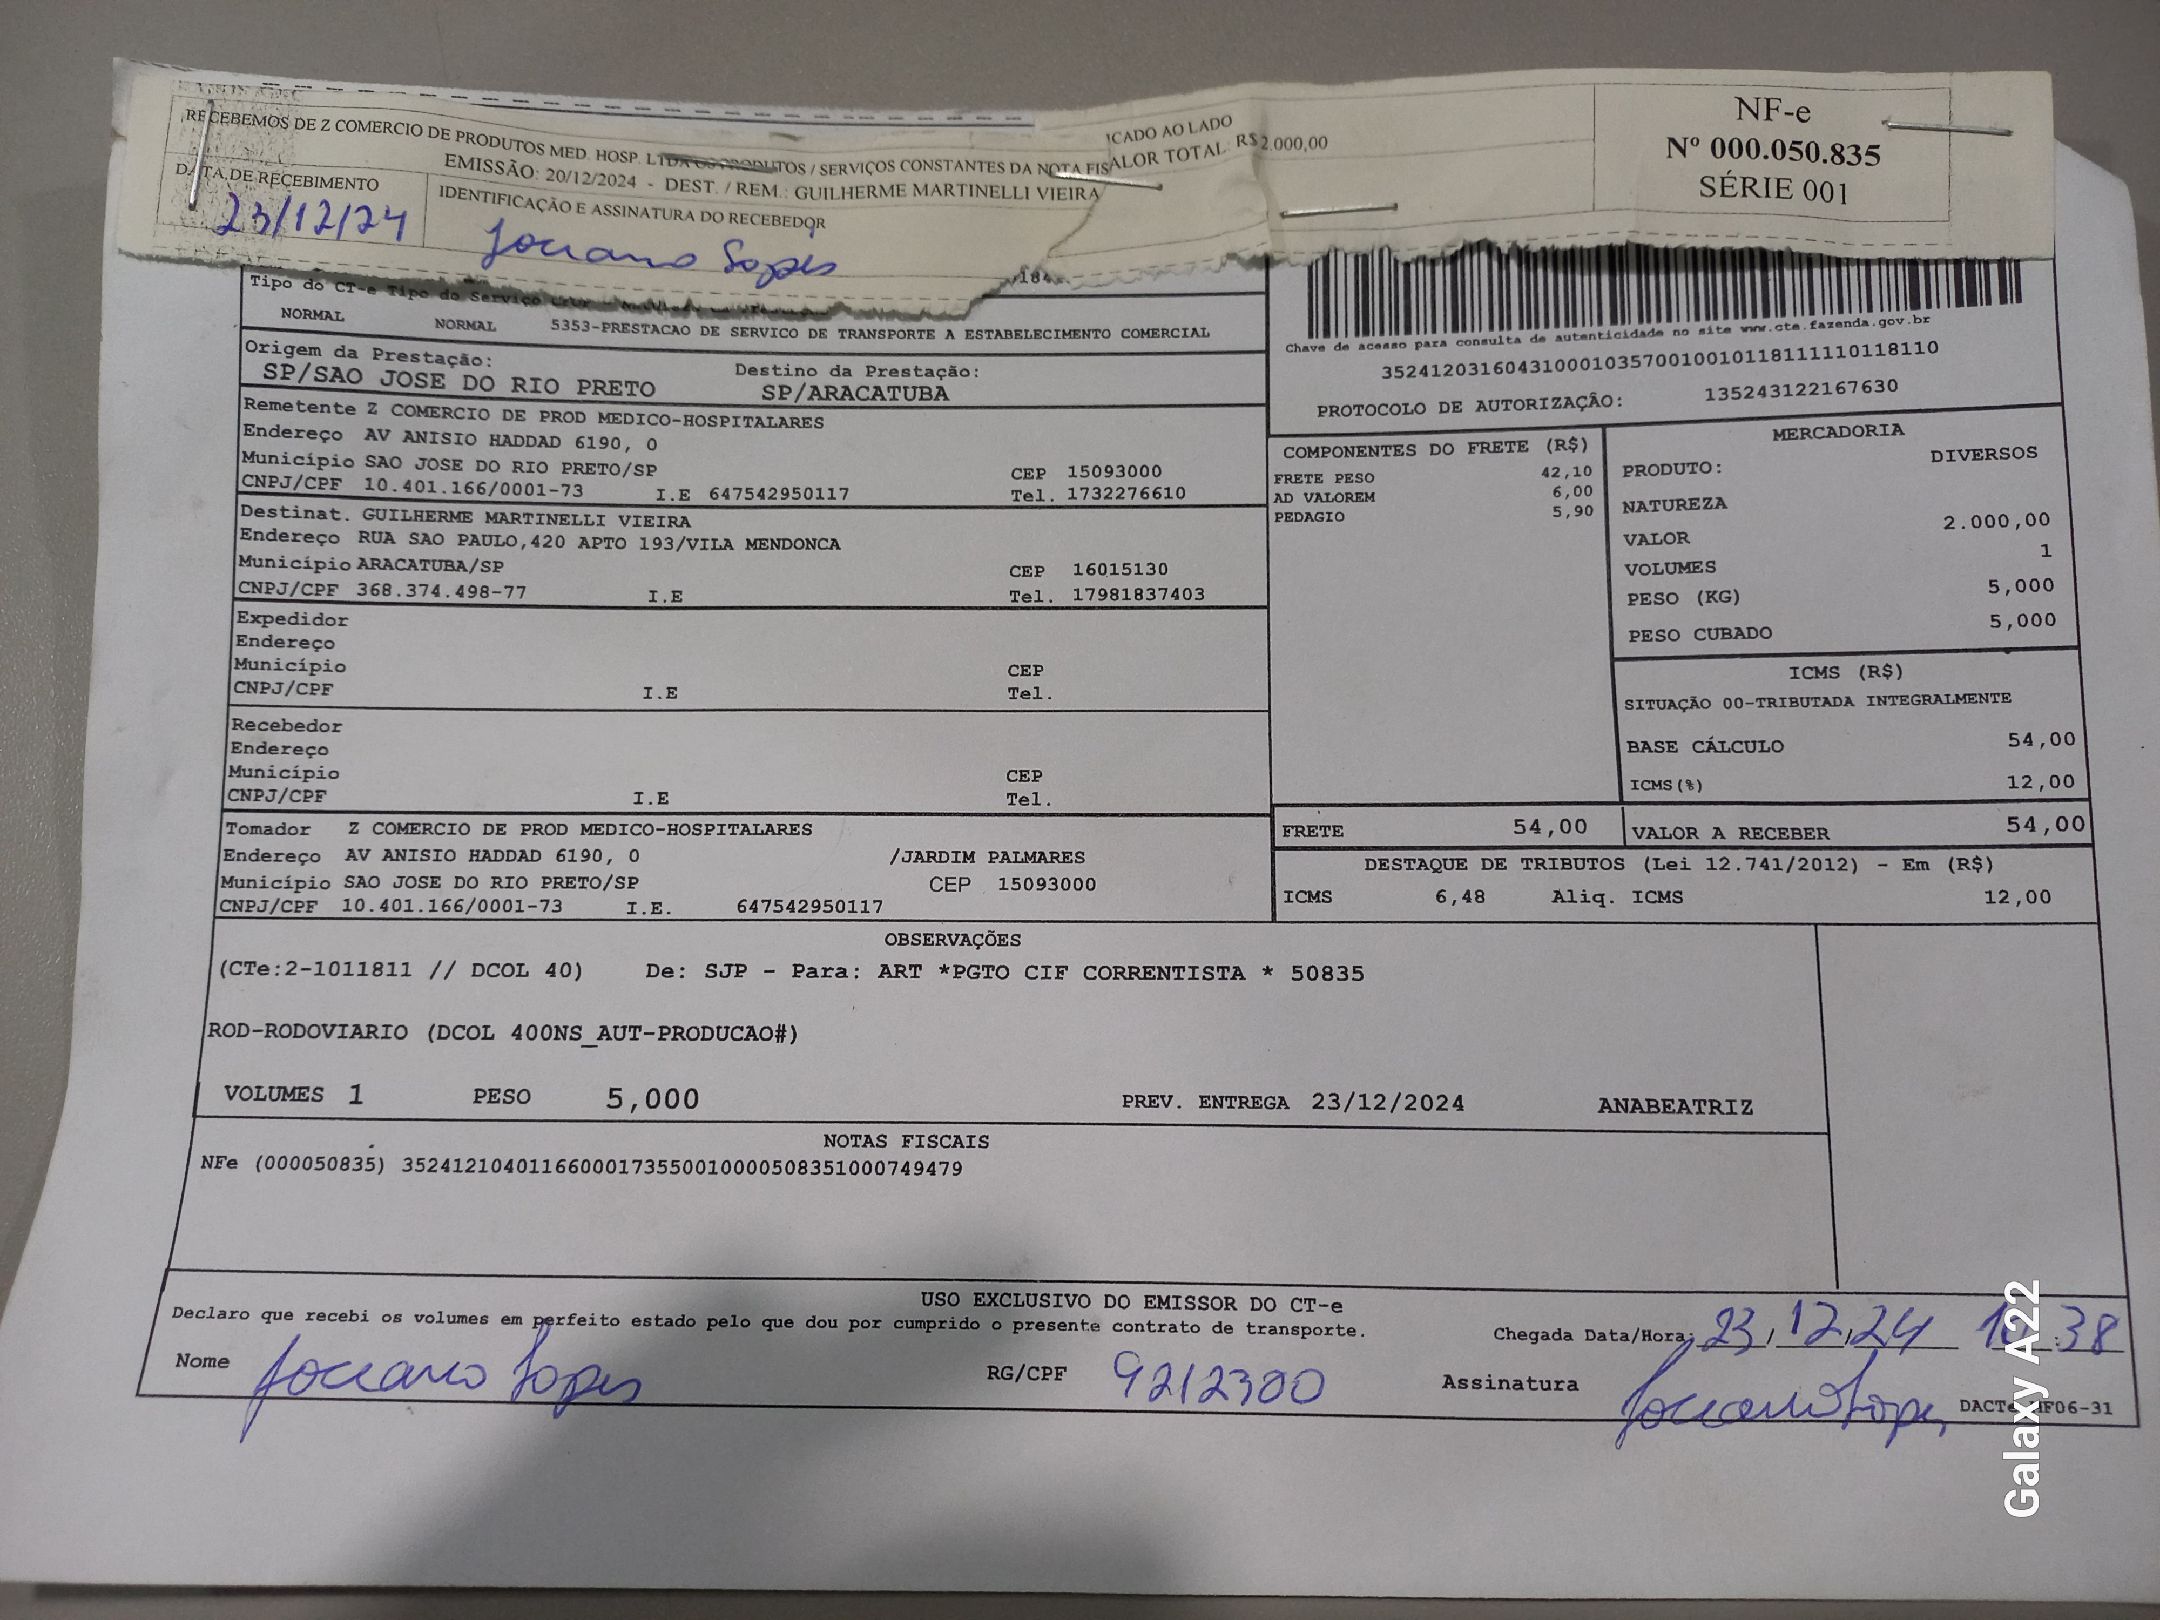 RECEBEMOS DE Z COMERCIO DE PRODUTOS MED. HOSP. LTDA OS PRODUTOS / SERVIÇOS CONSTANTES DA NOTA FIS ICADO AO LADO
EMISSÃO: 20/12/2024 - DEST. / REM.: GUILHERME MARTINELLI VIEIRA VALOR TOTAL: R$ 2.000,00
DATA DE RECEBIMENTO
23/12/24
IDENTIFICAÇÃO E ASSINATURA DO RECEBEDOR
Lopes
NF-e
Nº 000.050.835
SÉRIE 001
Tipo do CT-e Tipo do Serviço
NORMAL NORMAL 5353-PRESTACAO DE SERVICO DE TRANSPORTE A ESTABELECIMENTO COMERCIAL
Chave de acesso para consulta de autenticidade no site www.cte.fazenda.gov.br
35241203160431000103570010010118111110118110
PROTOCOLO DE AUTORIZAÇÃO: 135243122167630
Origem da Prestação: Destino da Prestação:
SP/SAO JOSE DO RIO PRETO SP/ARACATUBA
Remetente Z COMERCIO DE PROD MEDICO-HOSPITALARES
Endereço AV ANISIO HADDAD 6190, 0
Município SAO JOSE DO RIO PRETO/SP CEP 15093000
CNPJ/CPF 10.401.166/0001-73 I.E 647542950117 Tel. 1732276610
Destinat. GUILHERME MARTINELLI VIEIRA
Endereço RUA SAO PAULO,420 APTO 193/VILA MENDONCA
Município ARACATUBA/SP CEP 16015130
CNPJ/CPF 368.374.498-77 I.E Tel. 17981837403
Expedidor
Endereço
Município CEP
CNPJ/CPF I.E Tel.
Recebedor
Endereço
Município CEP
CNPJ/CPF I.E Tel.
Tomador Z COMERCIO DE PROD MEDICO-HOSPITALARES
Endereço AV ANISIO HADDAD 6190, 0 /JARDIM PALMARES
Município SAO JOSE DO RIO PRETO/SP CEP 15093000
CNPJ/CPF 10.401.166/0001-73 I.E. 647542950117
COMPONENTES DO FRETE (R$)
FRETE PESO 42,10
AD VALOREM 6,00
PEDAGIO 5,90
MERCADORIA
PRODUTO: DIVERSOS
NATUREZA
VALOR 2.000,00
VOLUMES 1
PESO (KG) 5,000
PESO CUBADO 5,000
ICMS (R$)
SITUAÇÃO 00-TRIBUTADA INTEGRALMENTE
BASE CÁLCULO 54,00
ICMS(%) 12,00
FRETE 54,00 VALOR A RECEBER 54,00
DESTAQUE DE TRIBUTOS (Lei 12.741/2012) - Em (R$)
ICMS 6,48 Aliq. ICMS 12,00
OBSERVAÇÕES
(CTe:2-1011811 // DCOL 40) De: SJP - Para: ART *PGTO CIF CORRENTISTA * 50835
ROD-RODOVIARIO (DCOL 400NS_AUT-PRODUCAO#)
VOLUMES 1 PESO 5,000 PREV. ENTREGA 23/12/2024 ANABEATRIZ
NOTAS FISCAIS
NFe (000050835) 35241210401166000173550010000508351000749479
USO EXCLUSIVO DO EMISSOR DO CT-e
Declaro que recebi os volumes em perfeito estado pelo que dou por cumprido o presente contrato de transporte.
Chegada Data/Hora: 23/12/24 :38
Nome Lopes RG/CPF 9212300 Assinatura Lopes
06-31
Galaxy A22